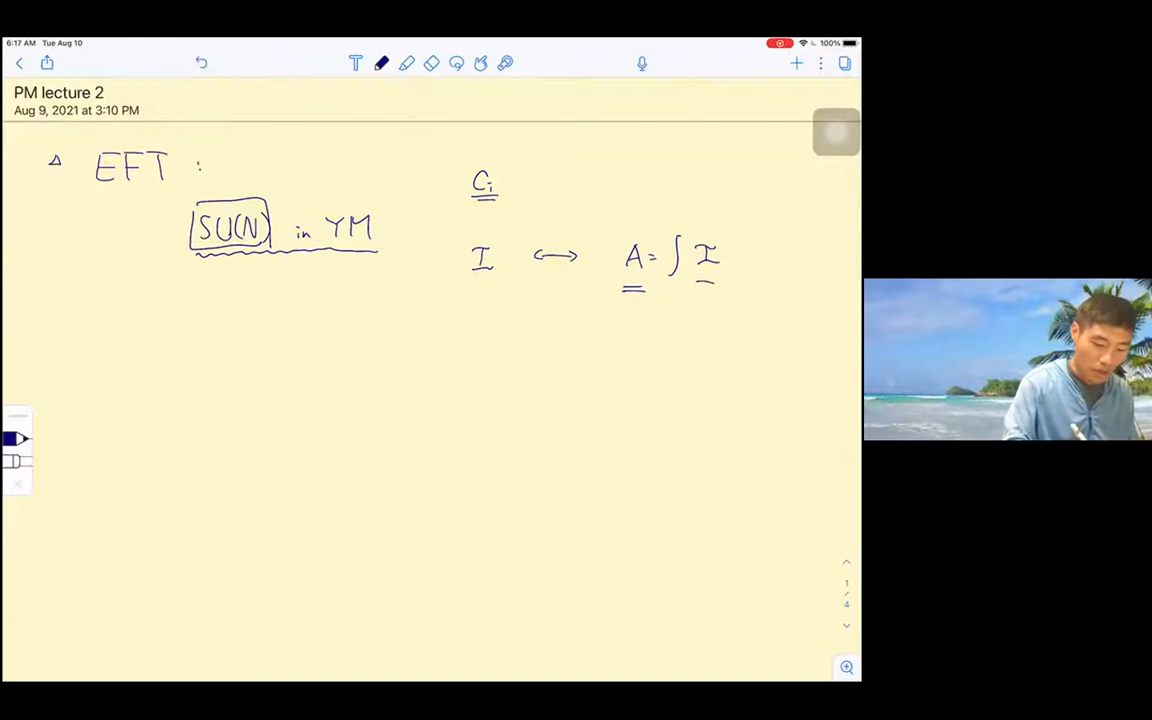 6:17 AM Tue Aug 10
100%
PM lecture 2
Aug 9, 2021 at 3:10 PM
Δ EFT :
SU(N) in YM
Cᵢ
I ⟷ A = ∫ I
1
/
4